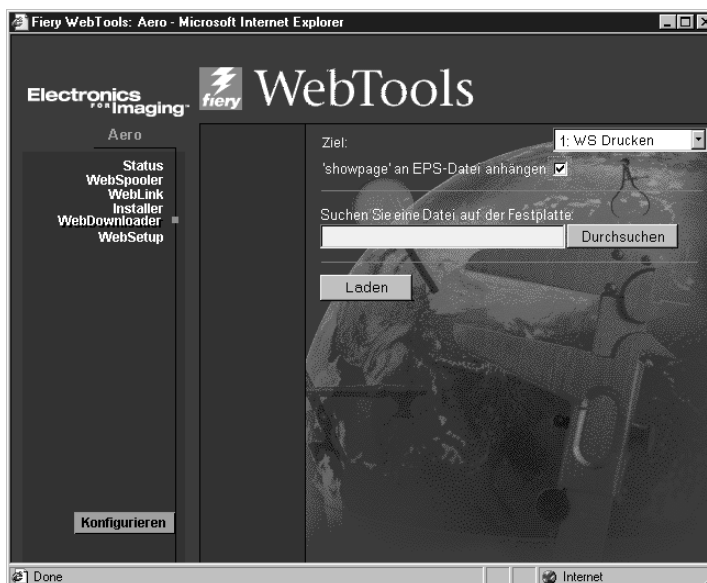 Fiery WebTools: Aero - Microsoft Internet Explorer
Electronics
FOR Imaging™
fiery
WebTools
Aero
Status
WebSpooler
WebLink
Installer
WebDownloader
WebSetup
Konfigurieren
Ziel:
1: WS Drucken
'showpage' an EPS-Datei anhängen
Suchen Sie eine Datei auf der Festplatte:
Durchsuchen
Laden
Done
Internet